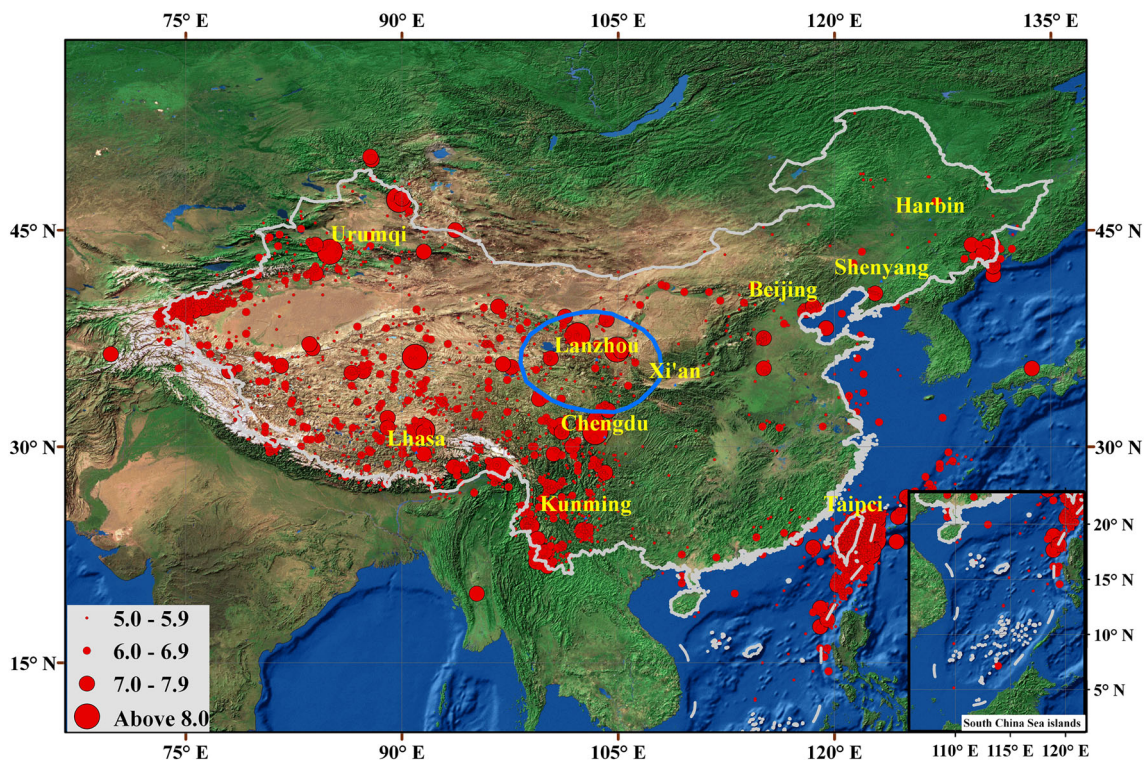 75° E 90° E 105° E 120° E 135° E
45° N 45° N
30° N 30° N
15° N
Harbin
Urumqi
Shenyang
Beijing
Lanzhou
Xi'an
Chengdu
Lhasa
Kunming
Taipci
5.0 - 5.9
6.0 - 6.9
7.0 - 7.9
Above 8.0
20° N
15° N
10° N
5° N
South China Sea islands
110° E 115° E 120° E
75° E 90° E 105° E 120° E